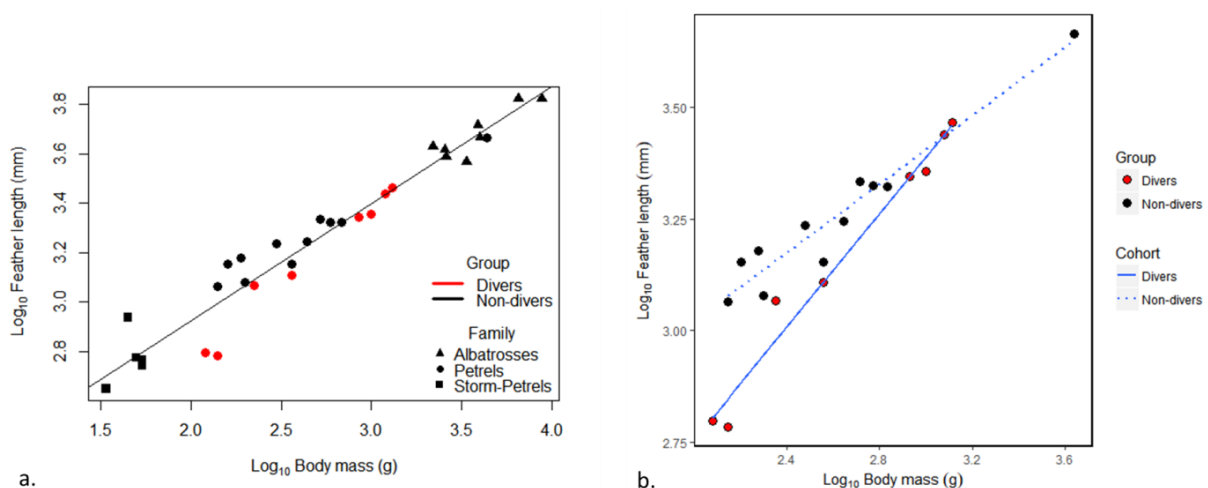 Log10 Feather length (mm)
3.8
3.6
3.4
3.2
3.0
2.8
Group
Divers
Non-divers
Family
Albatrosses
Petrels
Storm-Petrels
1.5 2.0 2.5 3.0 3.5 4.0
Log10 Body mass (g)
a.
Log10 Feather length (mm)
3.50
3.25
3.00
2.75
2.4 2.8 3.2 3.6
Log10 Body mass (g)
b.
Group
Divers
Non-divers
Cohort
Divers
Non-divers